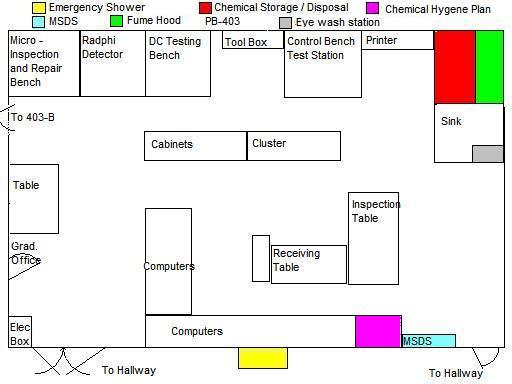 Emergency Shower
Chemical Storage / Disposal
Chemical Hygene Plan
MSDS
Fume Hood
PB-403
Eye wash station
Micro -
Inspection
and Repair
Bench
Radphi
Detector
DC Testing
Bench
Tool Box
Control Bench
Test Station
Printer
To 403-B
Sink
Cabinets
Cluster
Table
Inspection
Table
Grad.
Office
Receiving
Table
Computers
Elec
Box
Computers
MSDS
To Hallway
To Hallway